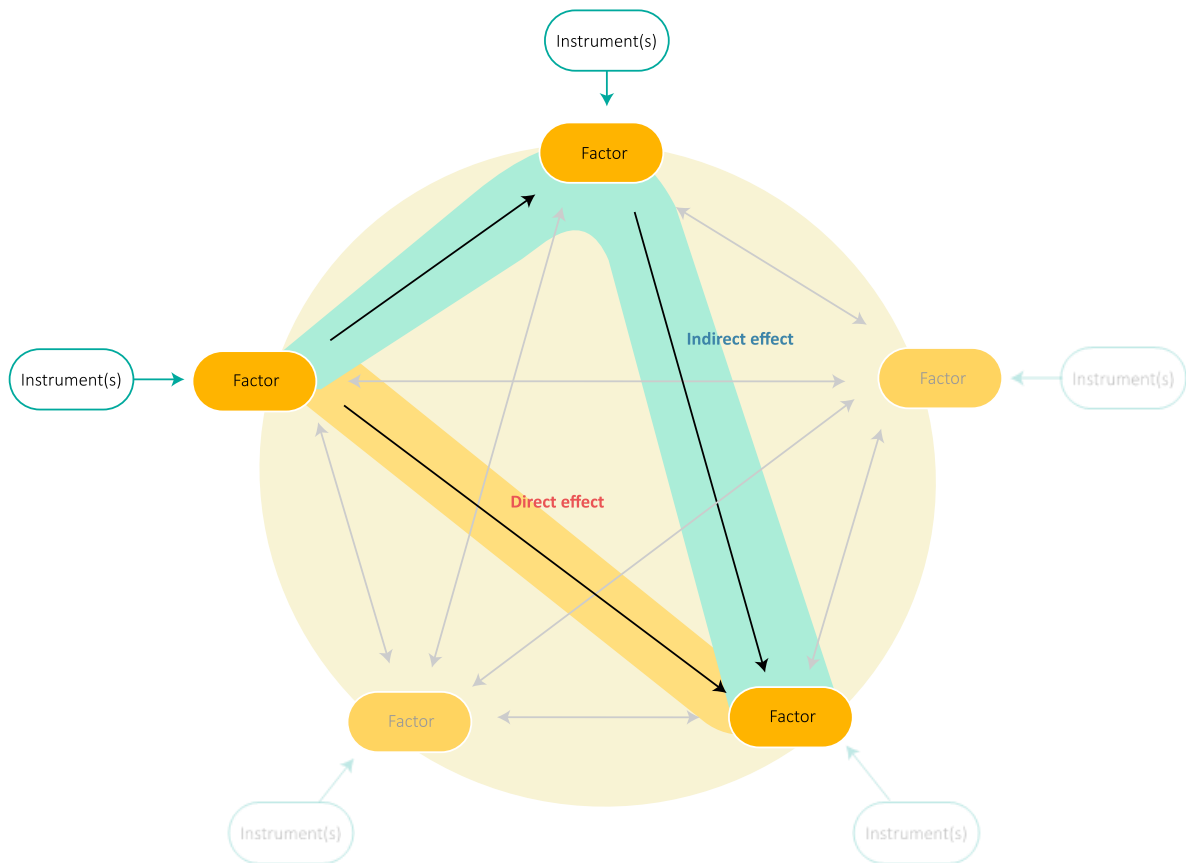 Instrument(s)
Factor
Indirect effect
Instrument(s)
Factor
Factor
Instrument(s)
Direct effect
Factor
Factor
Instrument(s)
Instrument(s)